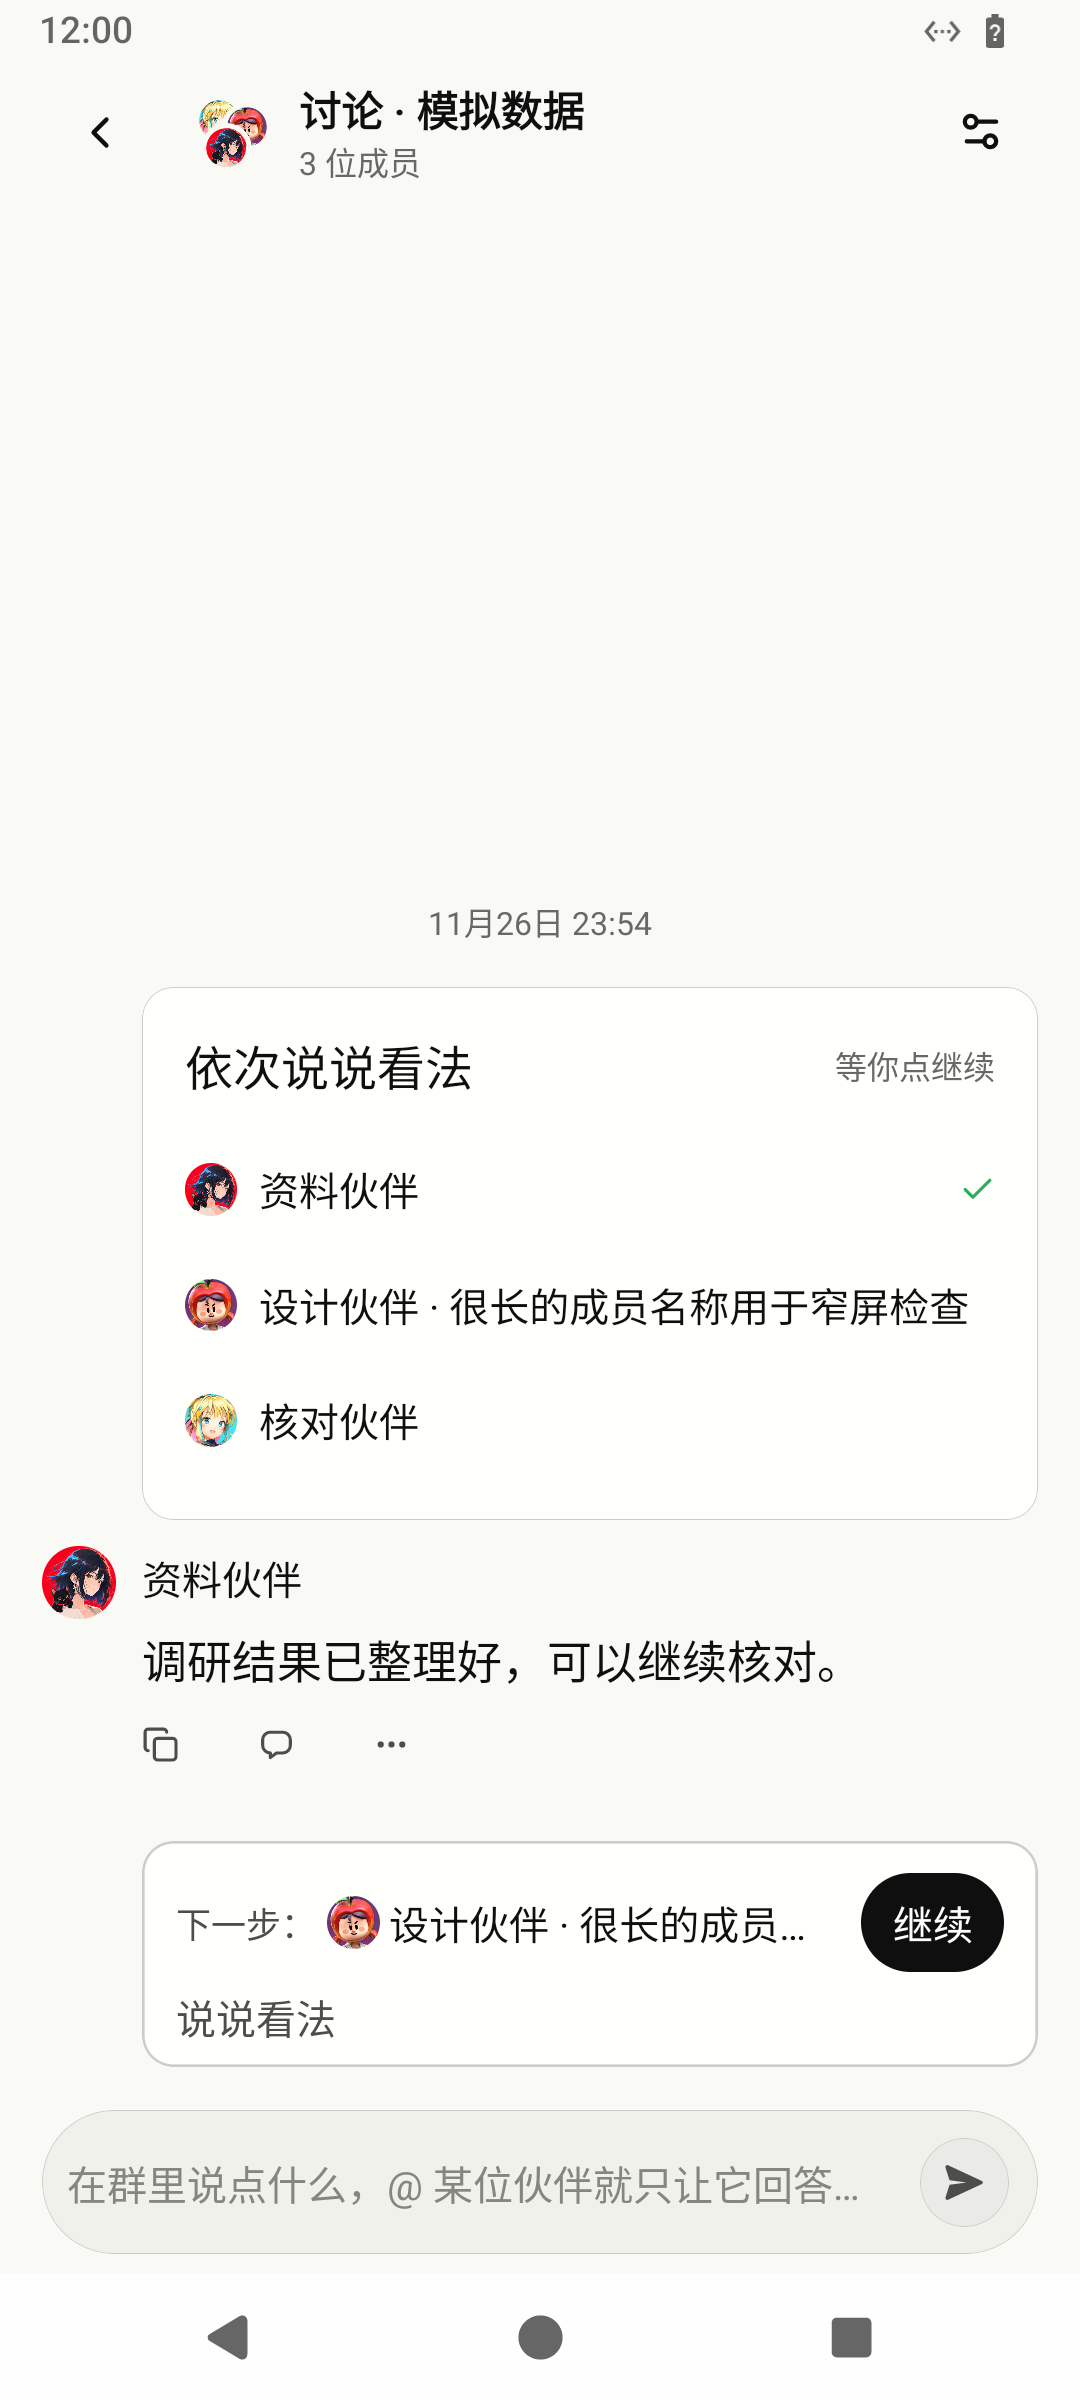 12:00
讨论 · 模拟数据
3 位成员
11月26日 23:54
依次说说看法
等你点继续
资料伙伴
设计伙伴 · 很长的成员名称用于窄屏检查
核对伙伴
资料伙伴
调研结果已整理好，可以继续核对。
下一步：
设计伙伴 · 很长的成员...
继续
说说看法
在群里说点什么，@ 某位伙伴就只让它回答...